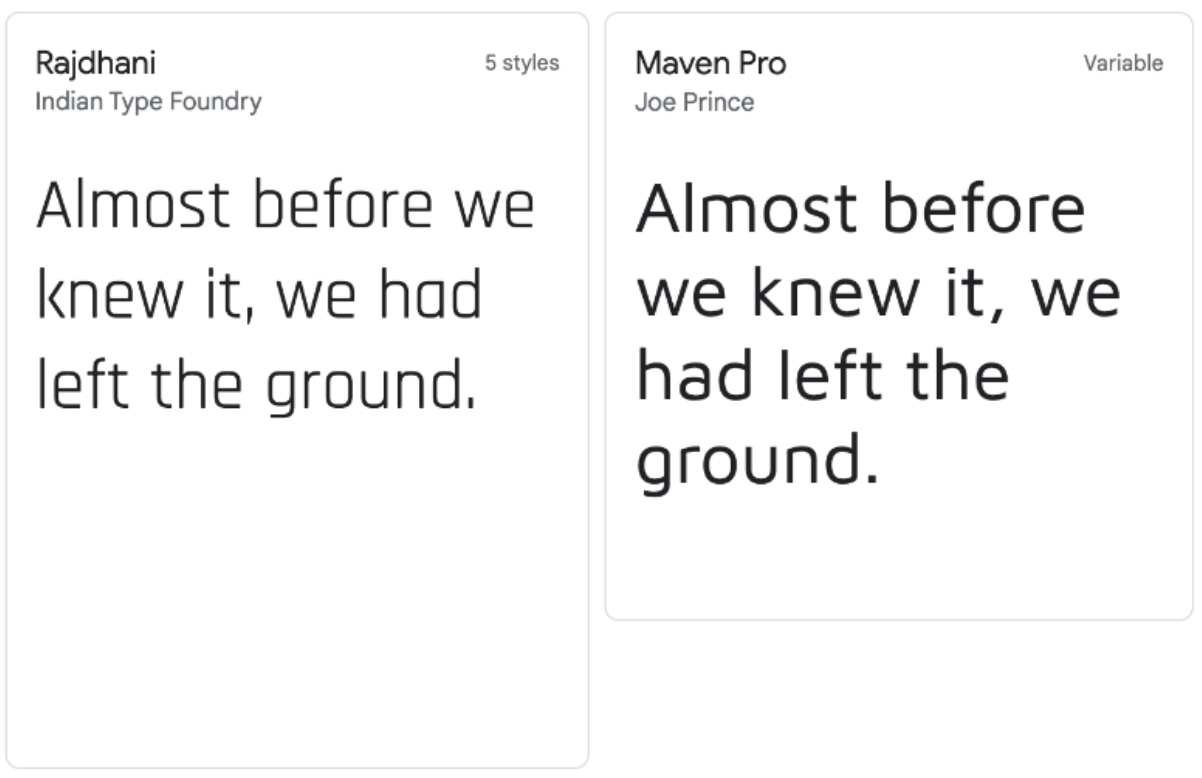 Rajdhani
5 styles
Indian Type Foundry
Almost before we
knew it, we had
left the ground.
Maven Pro
Variable
Joe Prince
Almost before
we knew it, we
had left the
ground.